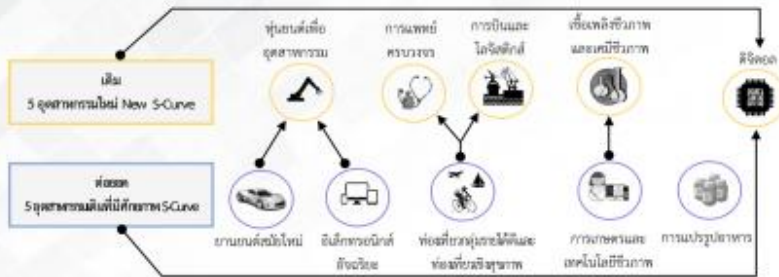 หุ่นยนต์เพื่อ
อุตสาหกรรม
การแพทย์
ครบวงจร
การบินและ
โลจิสติกส์
เชื้อเพลิงชีวภาพ
และเคมีชีวภาพ
ดิจิตอล
เติม
5 อุตสาหกรรมใหม่ New S-Curve
ต่อยอด
5 อุตสาหกรรมเดิมที่มีศักยภาพ S-Curve
ยานยนต์สมัยใหม่
อิเล็กทรอนิกส์
อัจฉริยะ
ท่องเที่ยวกลุ่มรายได้ดีและ
ท่องเที่ยวเชิงสุขภาพ
การเกษตรและ
เทคโนโลยีชีวภาพ
การแปรรูปอาหาร